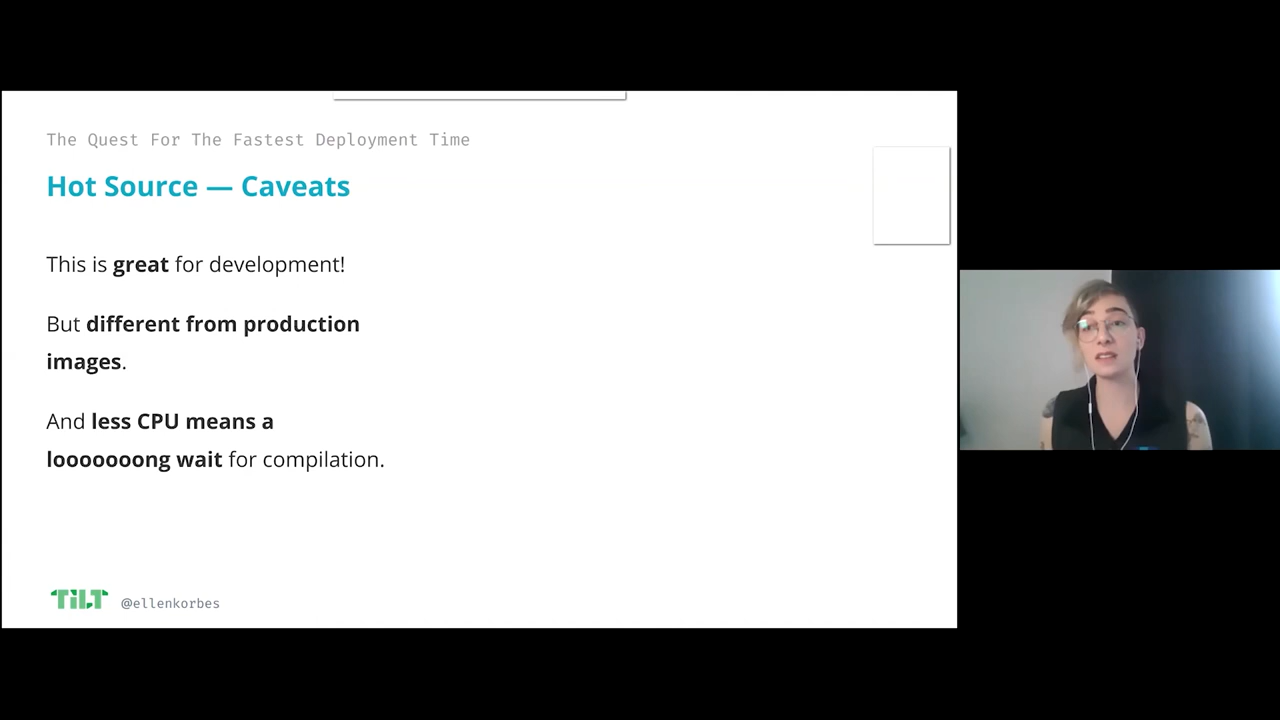 The Quest For The Fastest Deployment Time
Hot Source — Caveats
This is great for development!
But different from production
images.
And less CPU means a
looooooong wait for compilation.
TILT @ellenkorbes